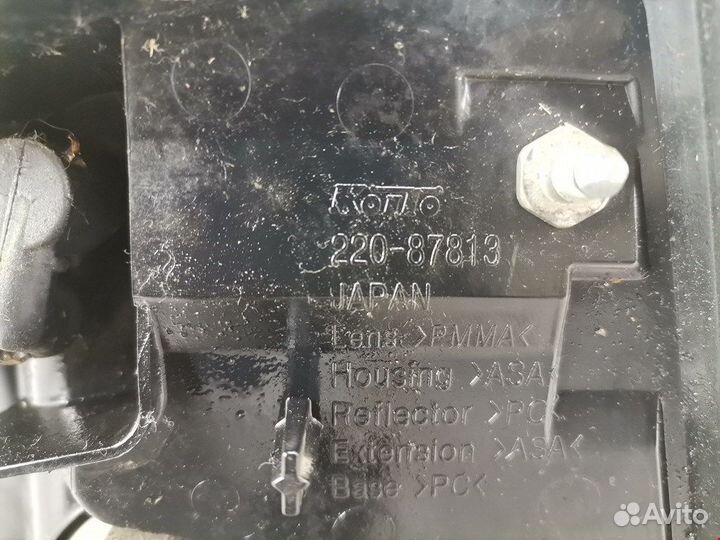 Koito
220-87813
JAPAN
Lens >PMMA<
Housing >ASA<
Reflector >PC<
Extension >ASA<
Base >PC<
Avito